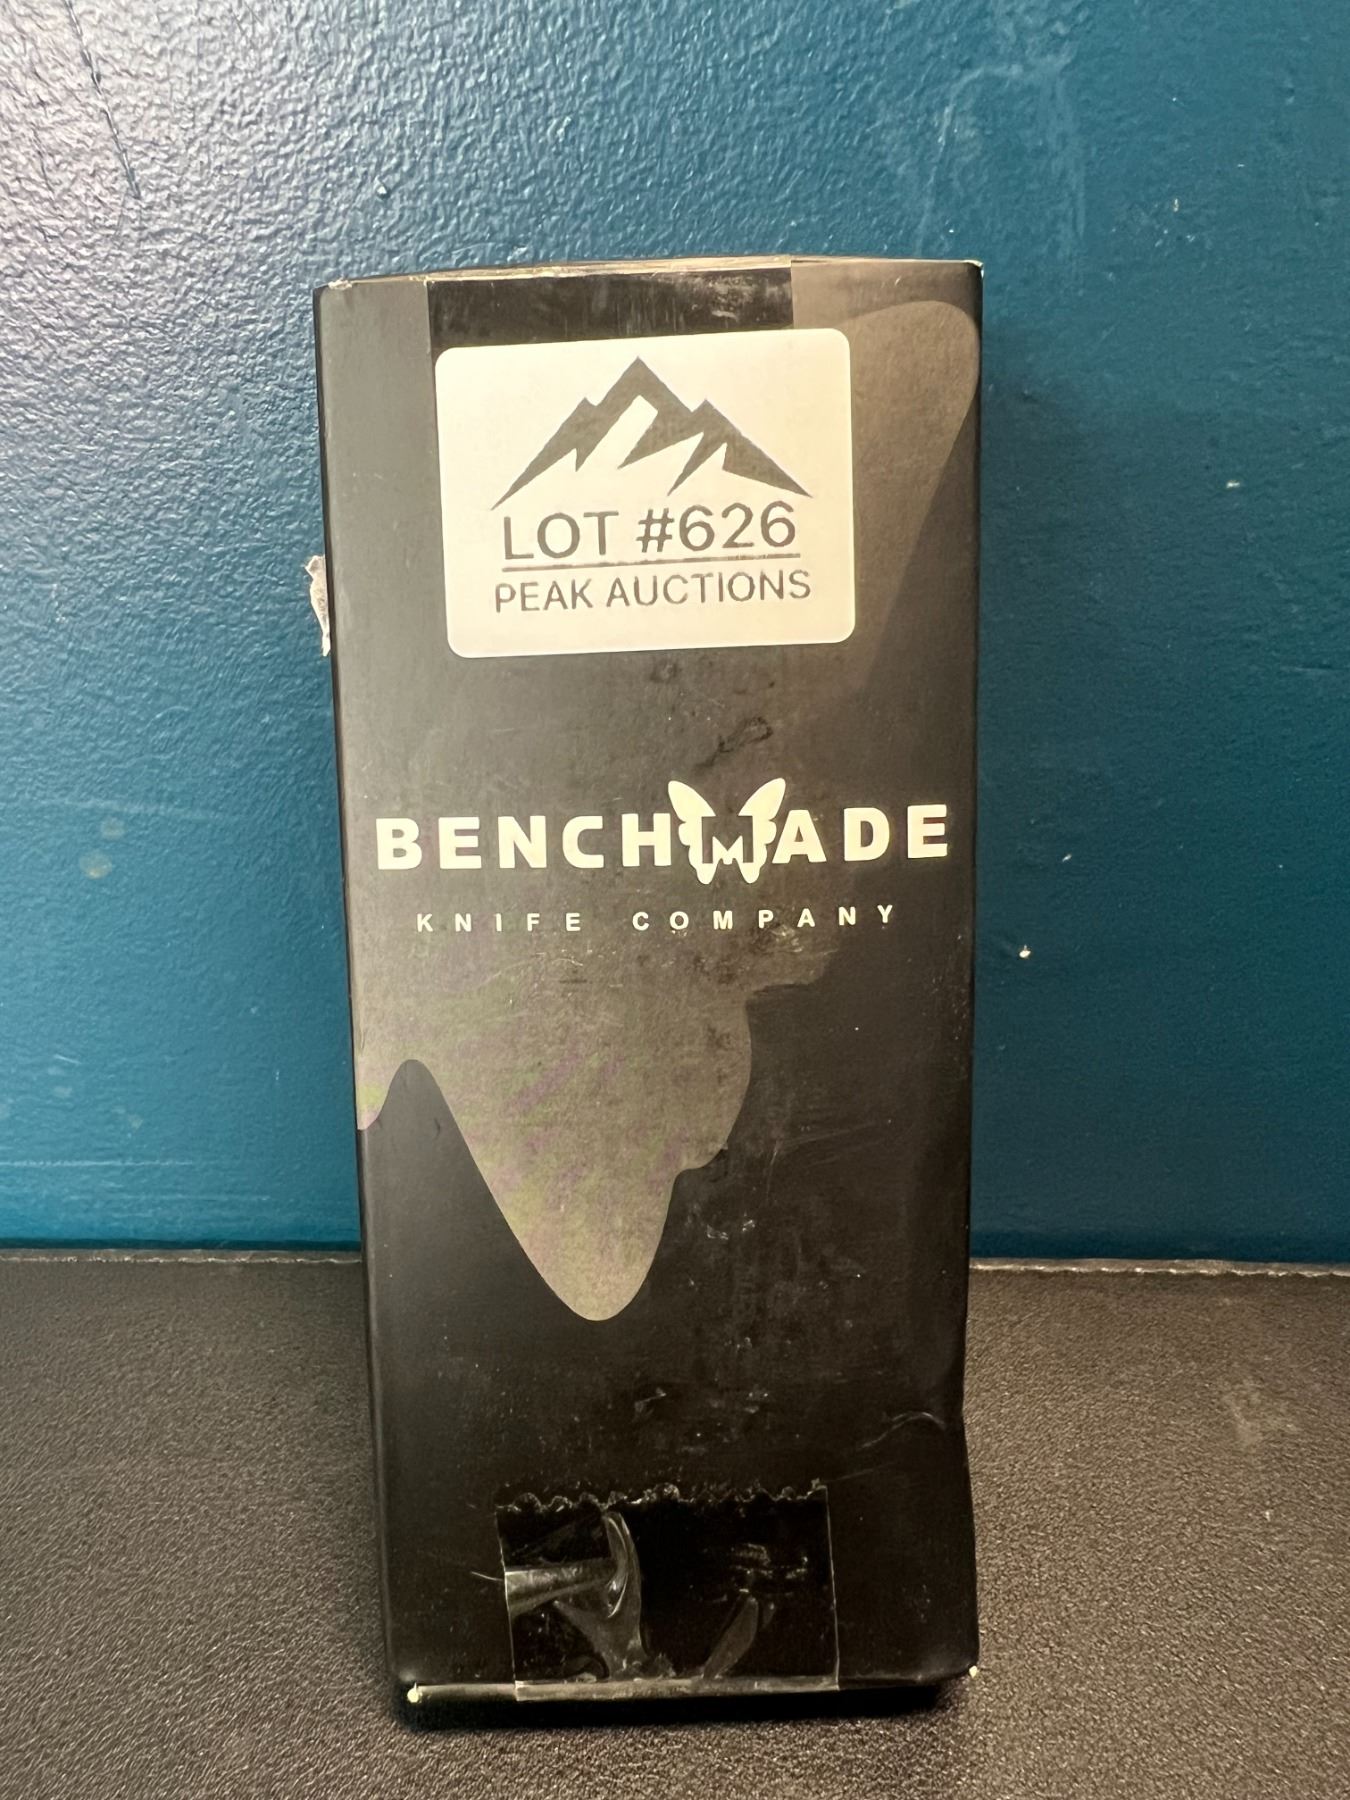 LOT #626
PEAK AUCTIONS
BENCHMADE
KNIFE COMPANY